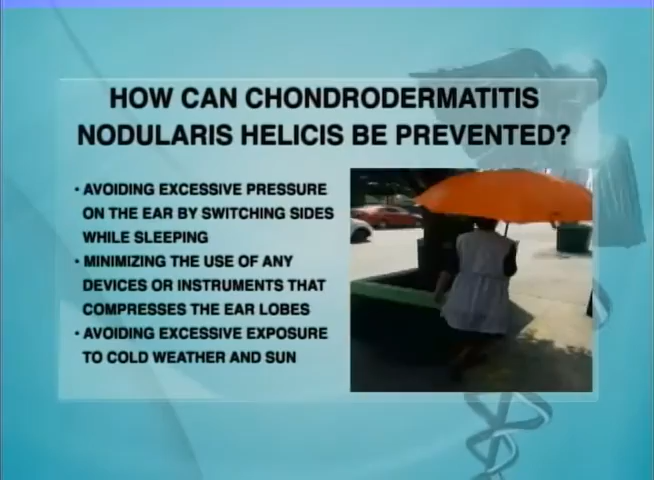 HOW CAN CHONDRODERMATITIS
NODULARIS HELICIS BE PREVENTED?
• AVOIDING EXCESSIVE PRESSURE
ON THE EAR BY SWITCHING SIDES
WHILE SLEEPING
• MINIMIZING THE USE OF ANY
DEVICES OR INSTRUMENTS THAT
COMPRESSES THE EAR LOBES
• AVOIDING EXCESSIVE EXPOSURE
TO COLD WEATHER AND SUN